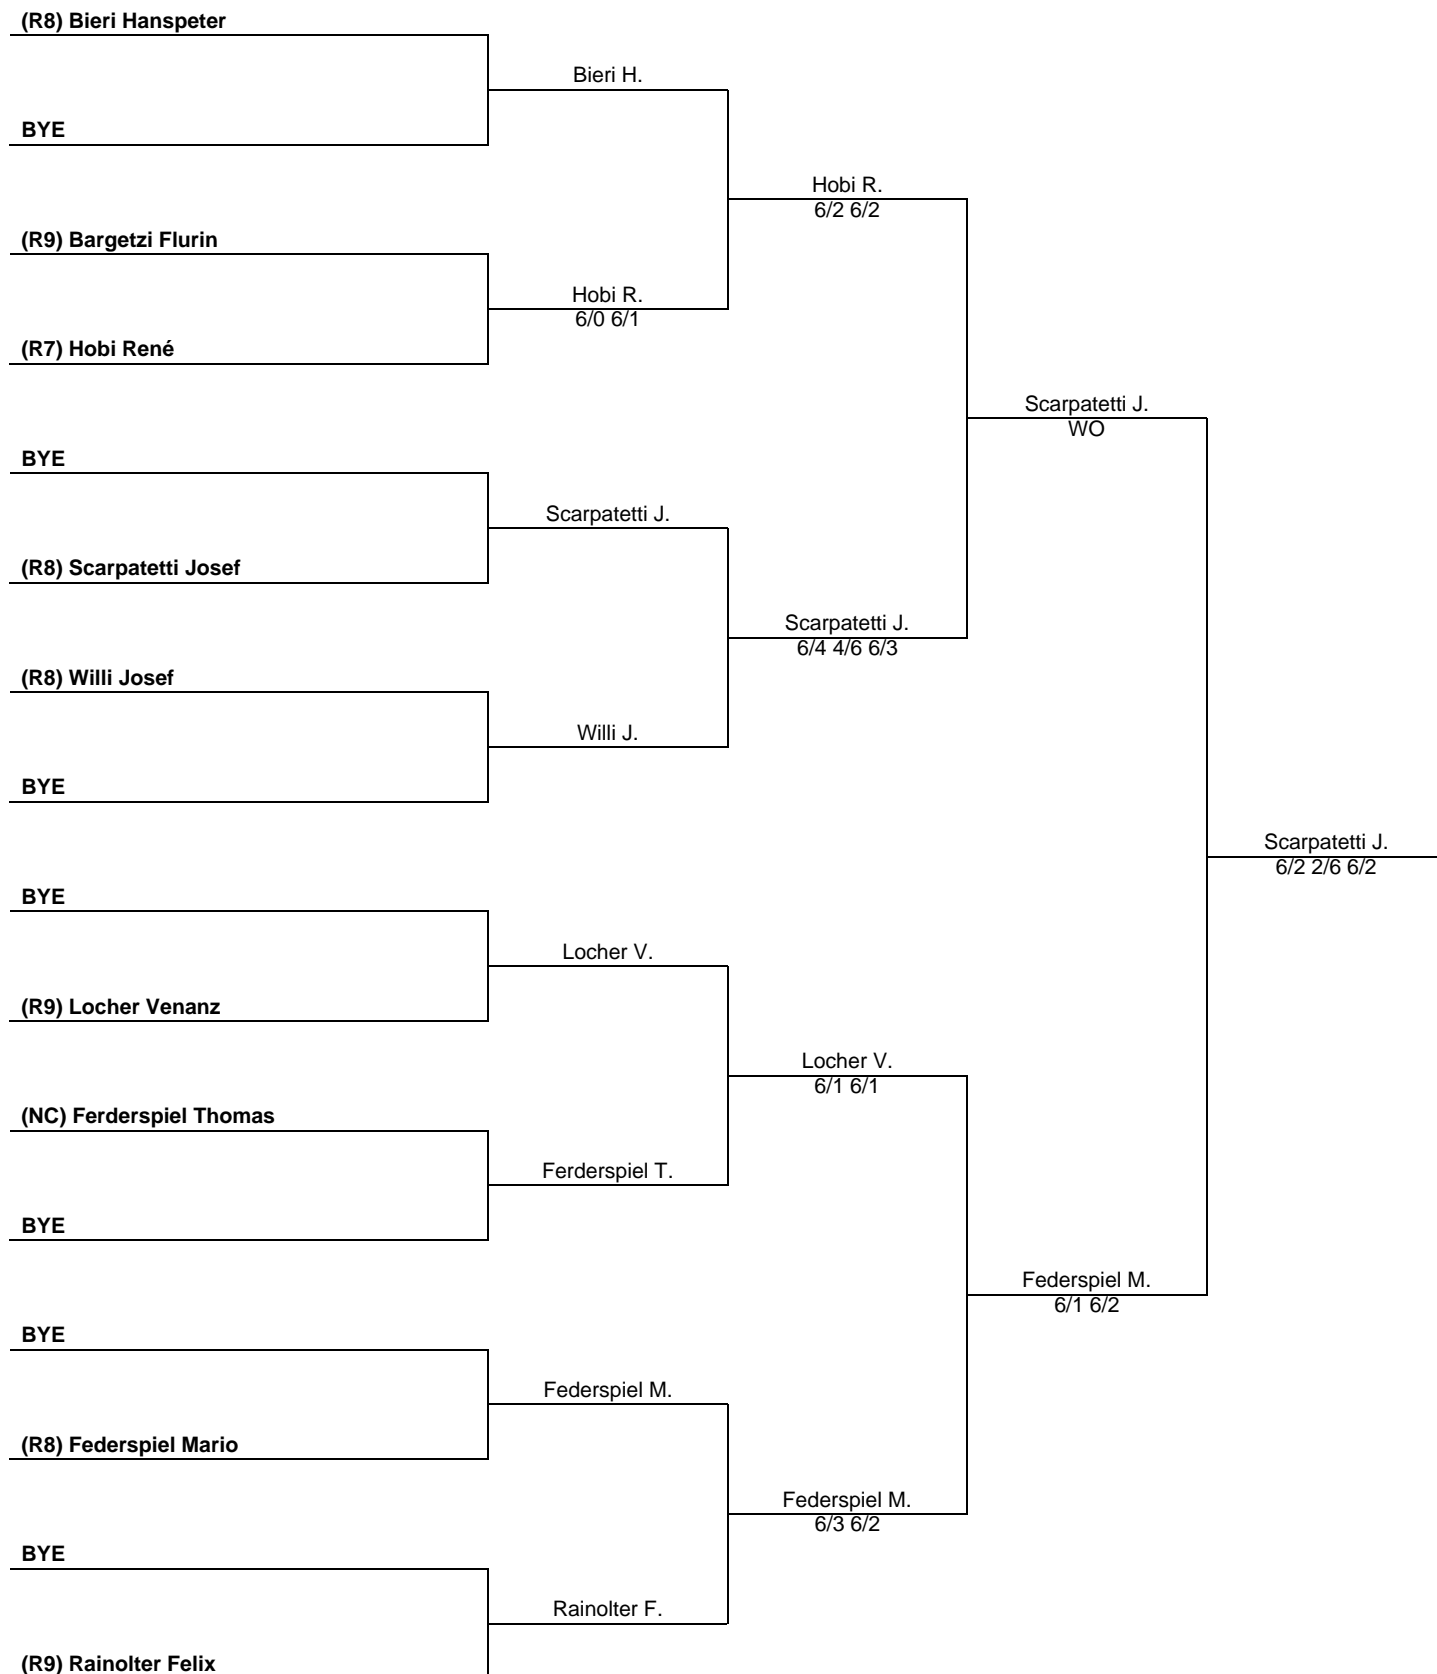 (R8) Bieri Hanspeter
Bieri H.
BYE
Hobi R.
6/2 6/2
(R9) Bargetzi Flurin
Hobi R.
6/0 6/1
(R7) Hobi René
Scarpatetti J.
WO
BYE
Scarpatetti J.
(R8) Scarpatetti Josef
Scarpatetti J.
6/4 4/6 6/3
(R8) Willi Josef
Willi J.
BYE
Scarpatetti J.
6/2 2/6 6/2
BYE
Locher V.
(R9) Locher Venanz
Locher V.
6/1 6/1
(NC) Ferderspiel Thomas
Ferderspiel T.
BYE
Federspiel M.
6/1 6/2
BYE
Federspiel M.
(R8) Federspiel Mario
Federspiel M.
6/3 6/2
BYE
Rainolter F.
(R9) Rainolter Felix